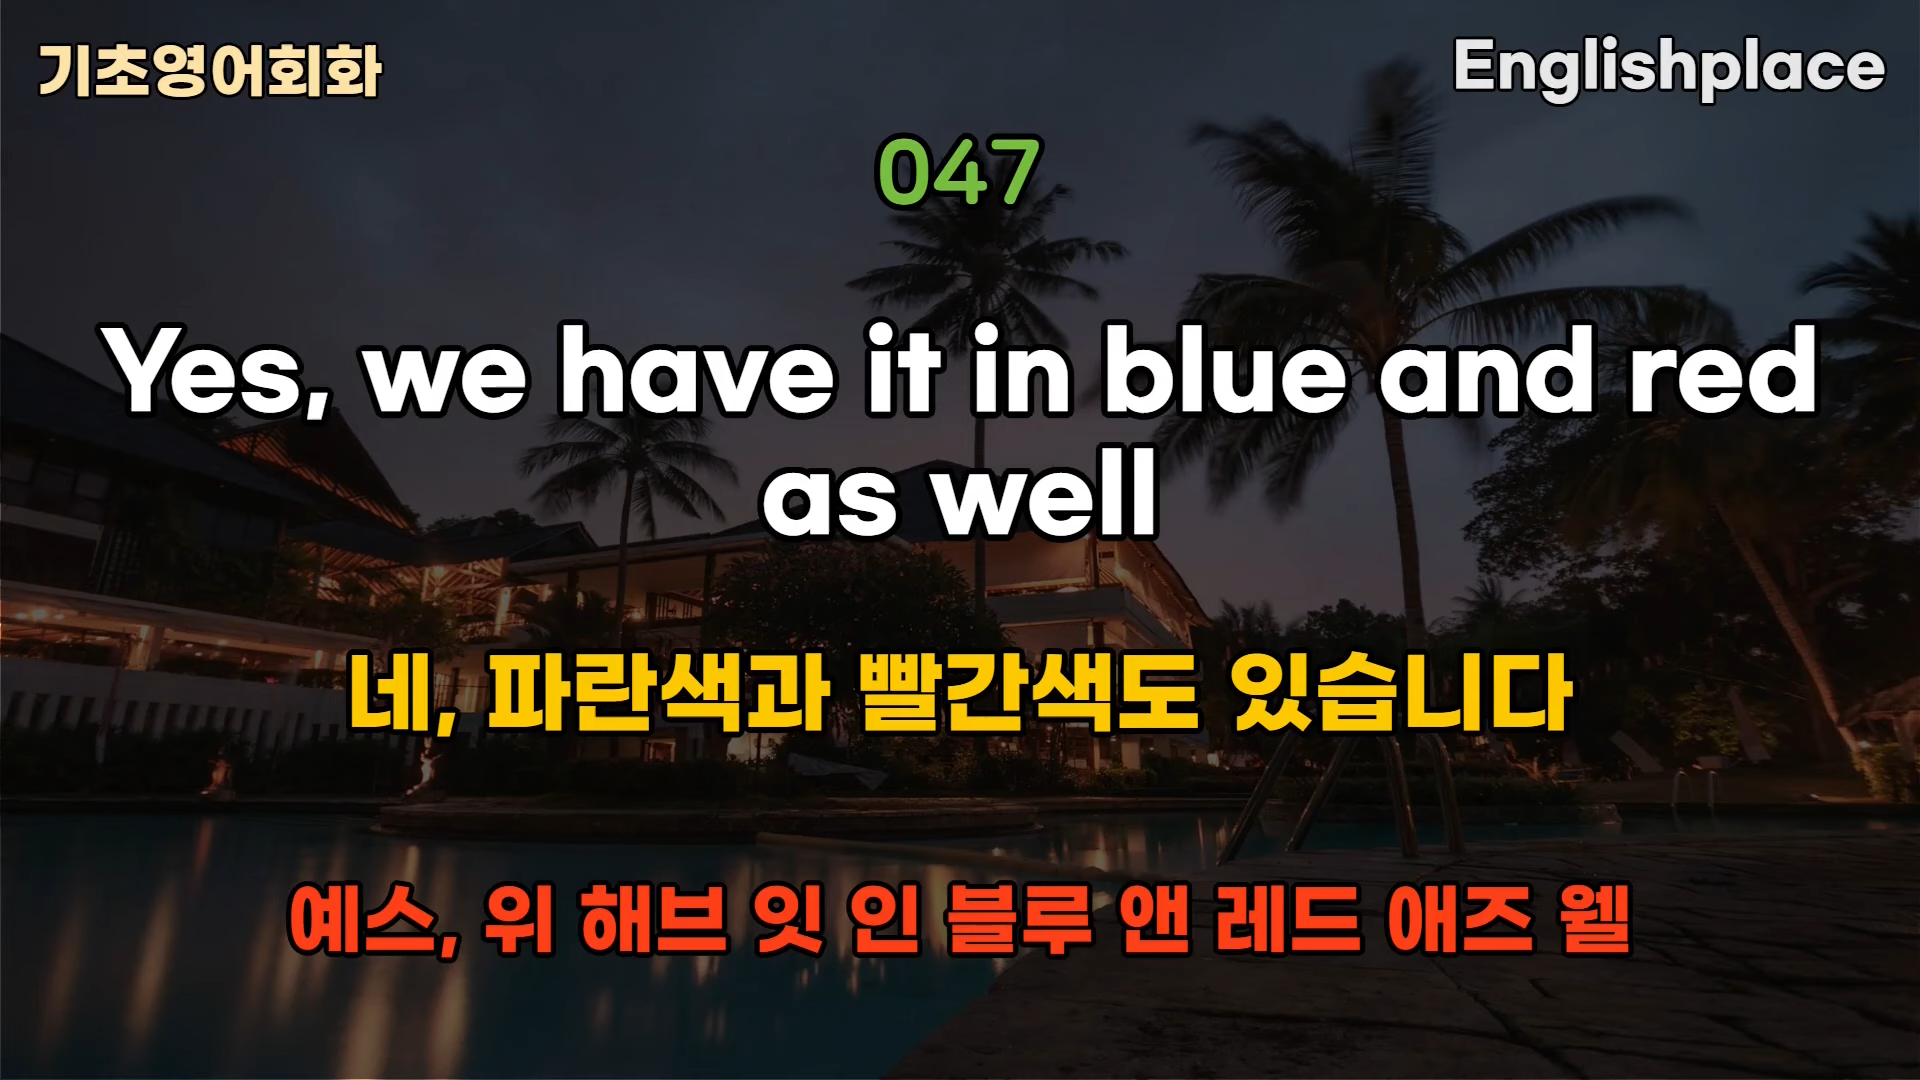 기초영어회화
Englishplace
047
Yes, we have it in blue and red
as well
네, 파란색과 빨간색도 있습니다
예스, 위 해브 잇 인 블루 앤 레드 애즈 웰